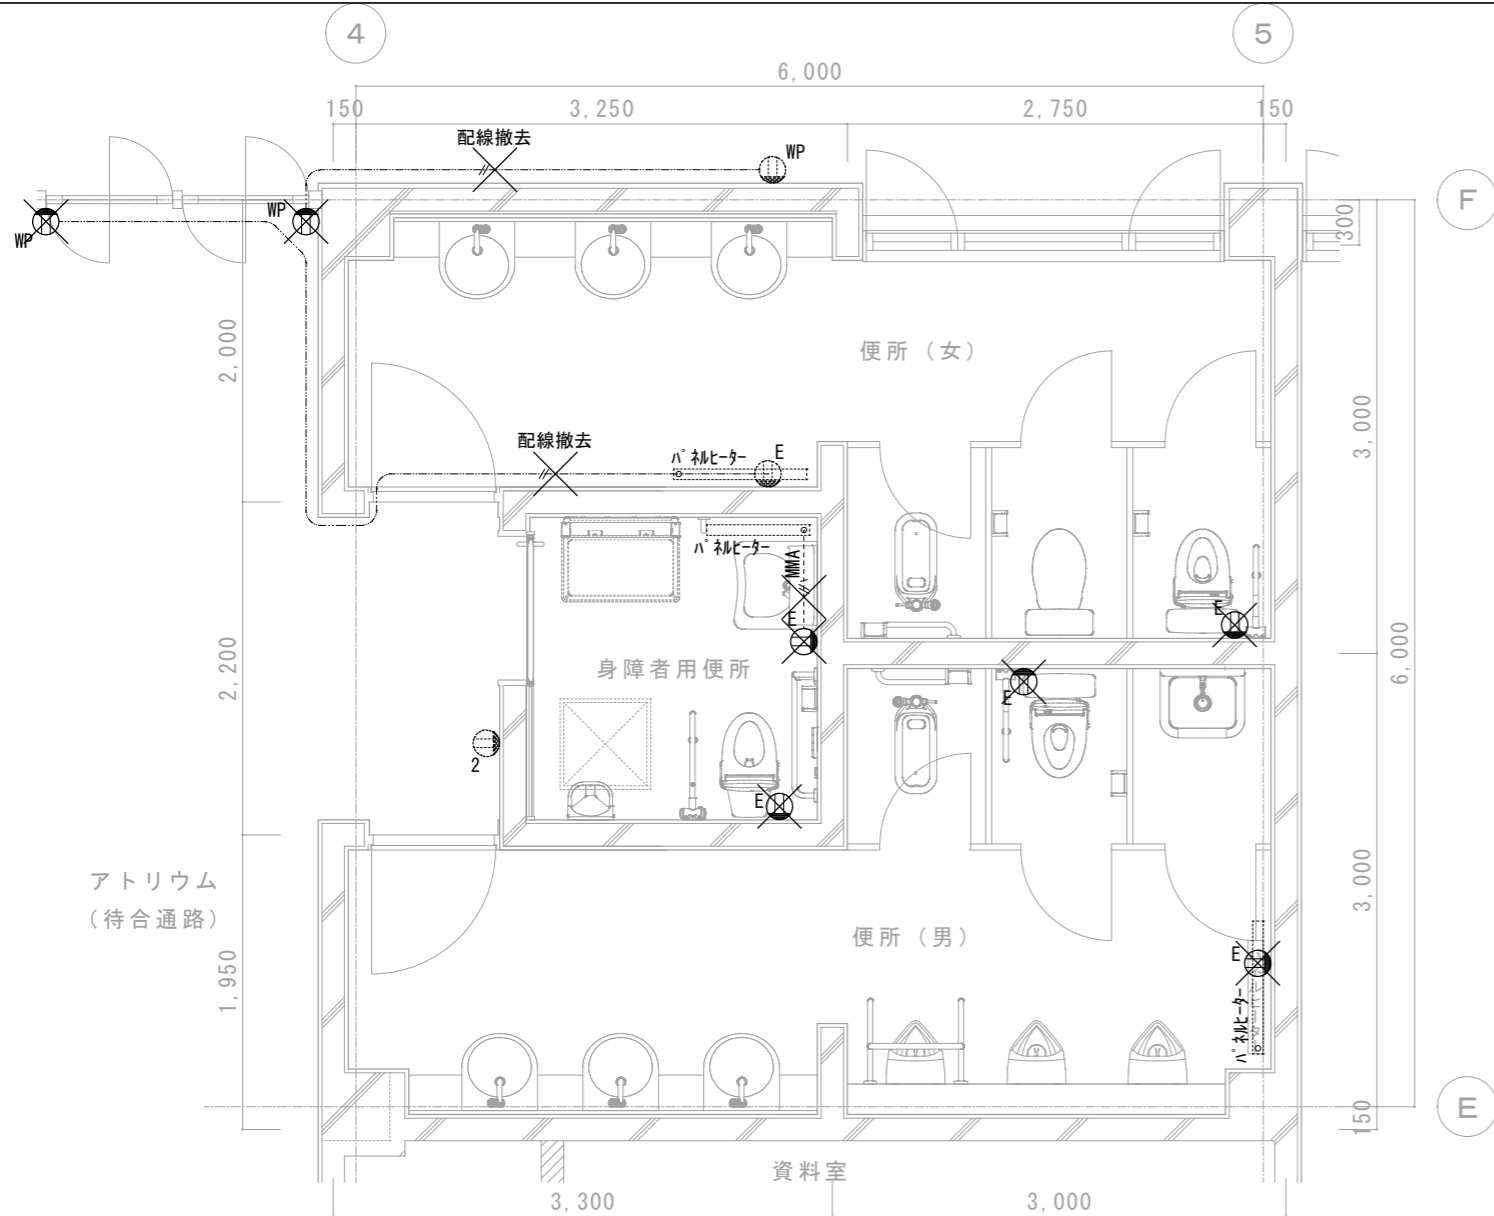 4
5
6,000
150
3,250
2,750
150
配線撤去
WP
F
WP
WP
300
2,000
便所（女）
3,000
配線撤去
パネルヒーター
E
パネルヒーター
MMA
E
E
6,000
2,200
身障者用便所
E
2
E
アトリウム
（待合通路）
3,000
便所（男）
1,950
E
パネルヒーター
E
150
資料室
3,300
3,000